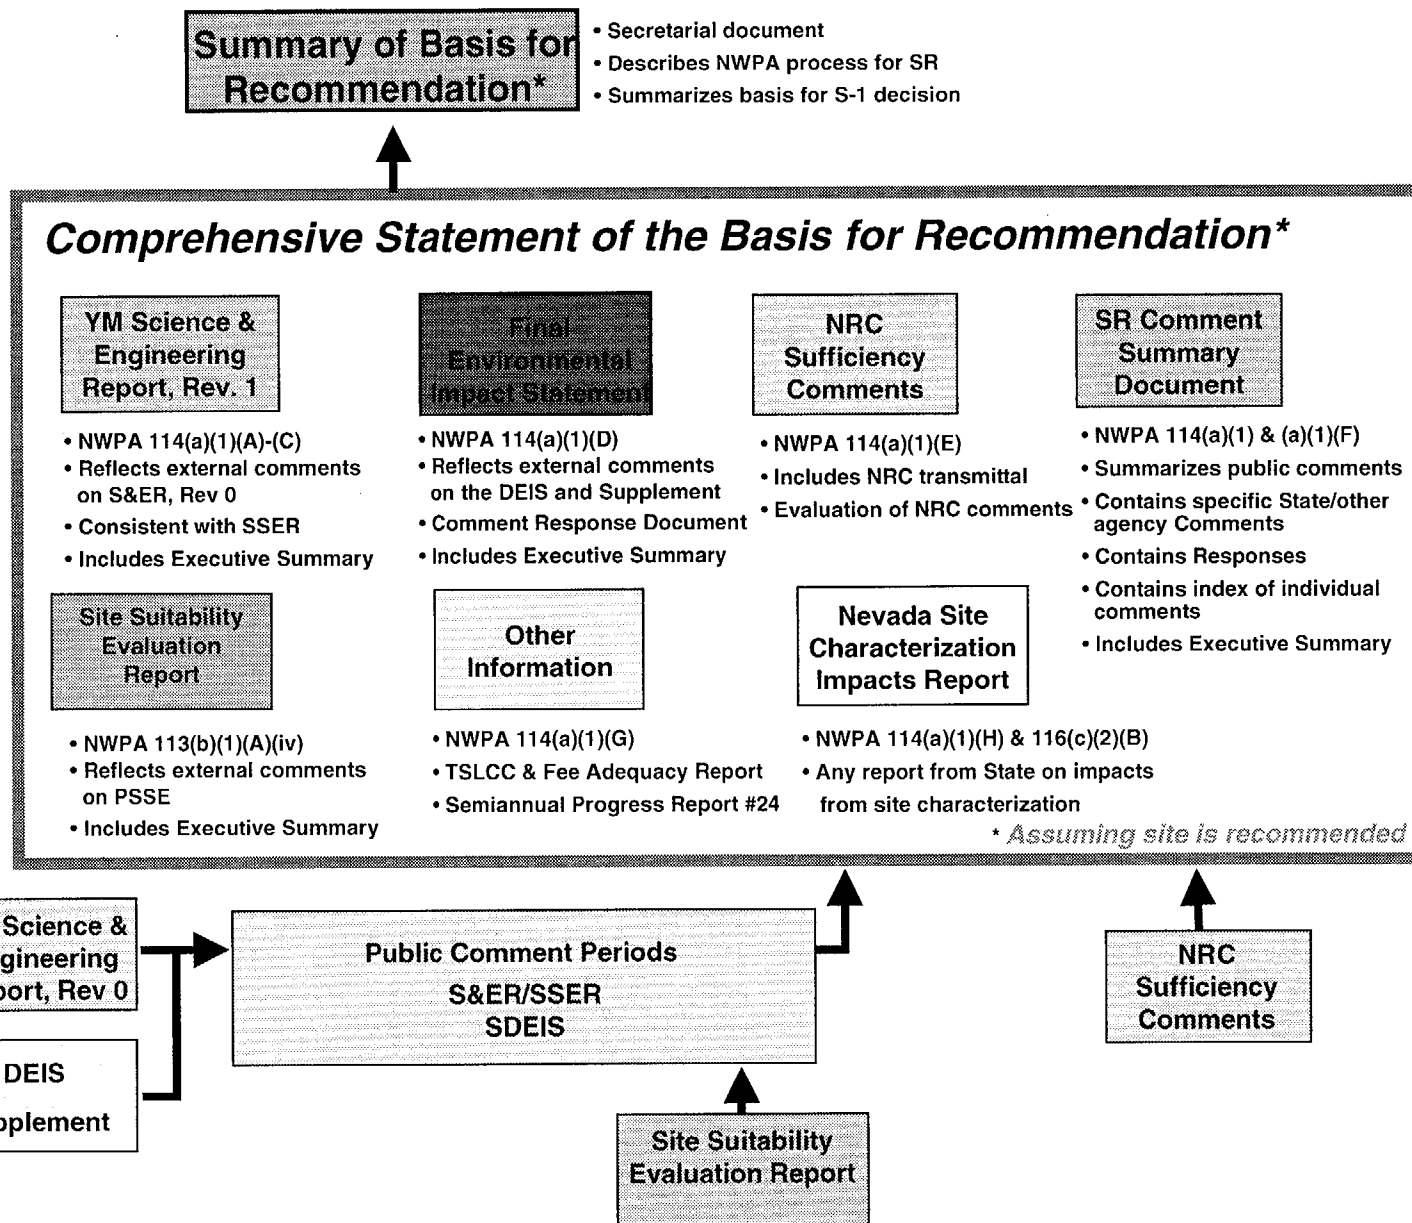 Summary of Basis for
Recommendation*
• Secretarial document
• Describes NWPA process for SR
• Summarizes basis for S-1 decision
Comprehensive Statement of the Basis for Recommendation*
YM Science &
Engineering
Report, Rev. 1
• NWPA 114(a)(1)(A)-(C)
• Reflects external comments
on S&ER, Rev 0
• Consistent with SSER
• Includes Executive Summary
Final
Environmental
Impact Statement
• NWPA 114(a)(1)(D)
• Reflects external comments
on the DEIS and Supplement
• Comment Response Document
• Includes Executive Summary
NRC
Sufficiency
Comments
• NWPA 114(a)(1)(E)
• Includes NRC transmittal
• Evaluation of NRC comments
SR Comment
Summary
Document
• NWPA 114(a)(1) & (a)(1)(F)
• Summarizes public comments
• Contains specific State/other
agency Comments
• Contains Responses
• Contains index of individual
comments
• Includes Executive Summary
Site Suitability
Evaluation
Report
• NWPA 113(b)(1)(A)(iv)
• Reflects external comments
on PSSE
• Includes Executive Summary
Other
Information
• NWPA 114(a)(1)(G)
• TSLCC & Fee Adequacy Report
• Semiannual Progress Report #24
Nevada Site
Characterization
Impacts Report
• NWPA 114(a)(1)(H) & 116(c)(2)(B)
• Any report from State on impacts
from site characterization
* Assuming site is recommended
Science &
gineering
port, Rev 0
DEIS
pplement
Public Comment Periods
S&ER/SSER
SDEIS
Site Suitability
Evaluation Report
NRC
Sufficiency
Comments